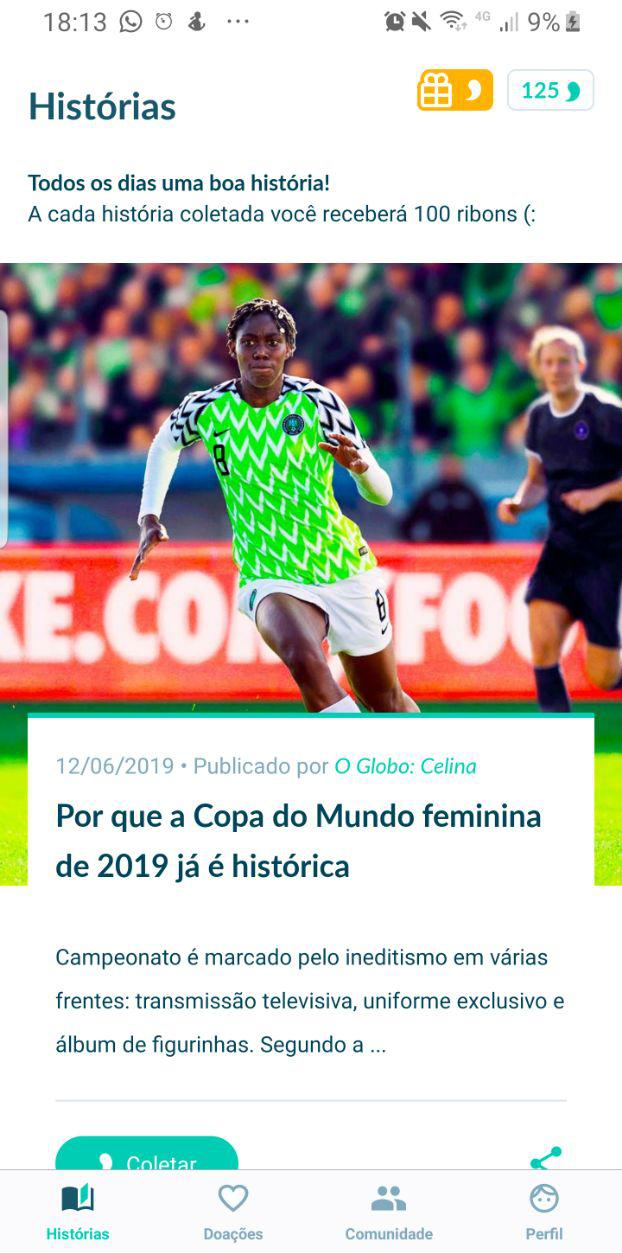 18:13
4G
9%
Histórias
125
Todos os dias uma boa história!
A cada história coletada você receberá 100 ribons (:
8
KE.CO
FOO
8
12/06/2019 • Publicado por O Globo: Celina
Por que a Copa do Mundo feminina
de 2019 já é histórica
Campeonato é marcado pelo ineditismo em várias
frentes: transmissão televisiva, uniforme exclusivo e
álbum de figurinhas. Segundo a ...
Coletar
Histórias
Doações
Comunidade
Perfil